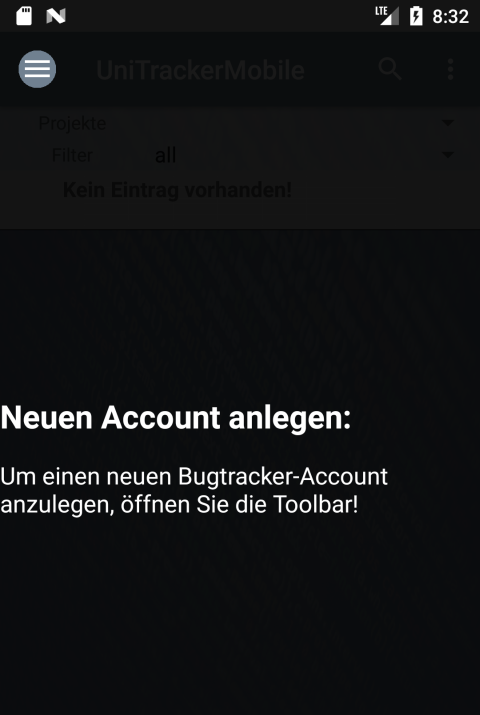 LTE 8:32
UniTrackerMobile
Projekte
Filter all
Kein Eintrag vorhanden!
Neuen Account anlegen:
Um einen neuen Bugtracker-Account
anzulegen, öffnen Sie die Toolbar!